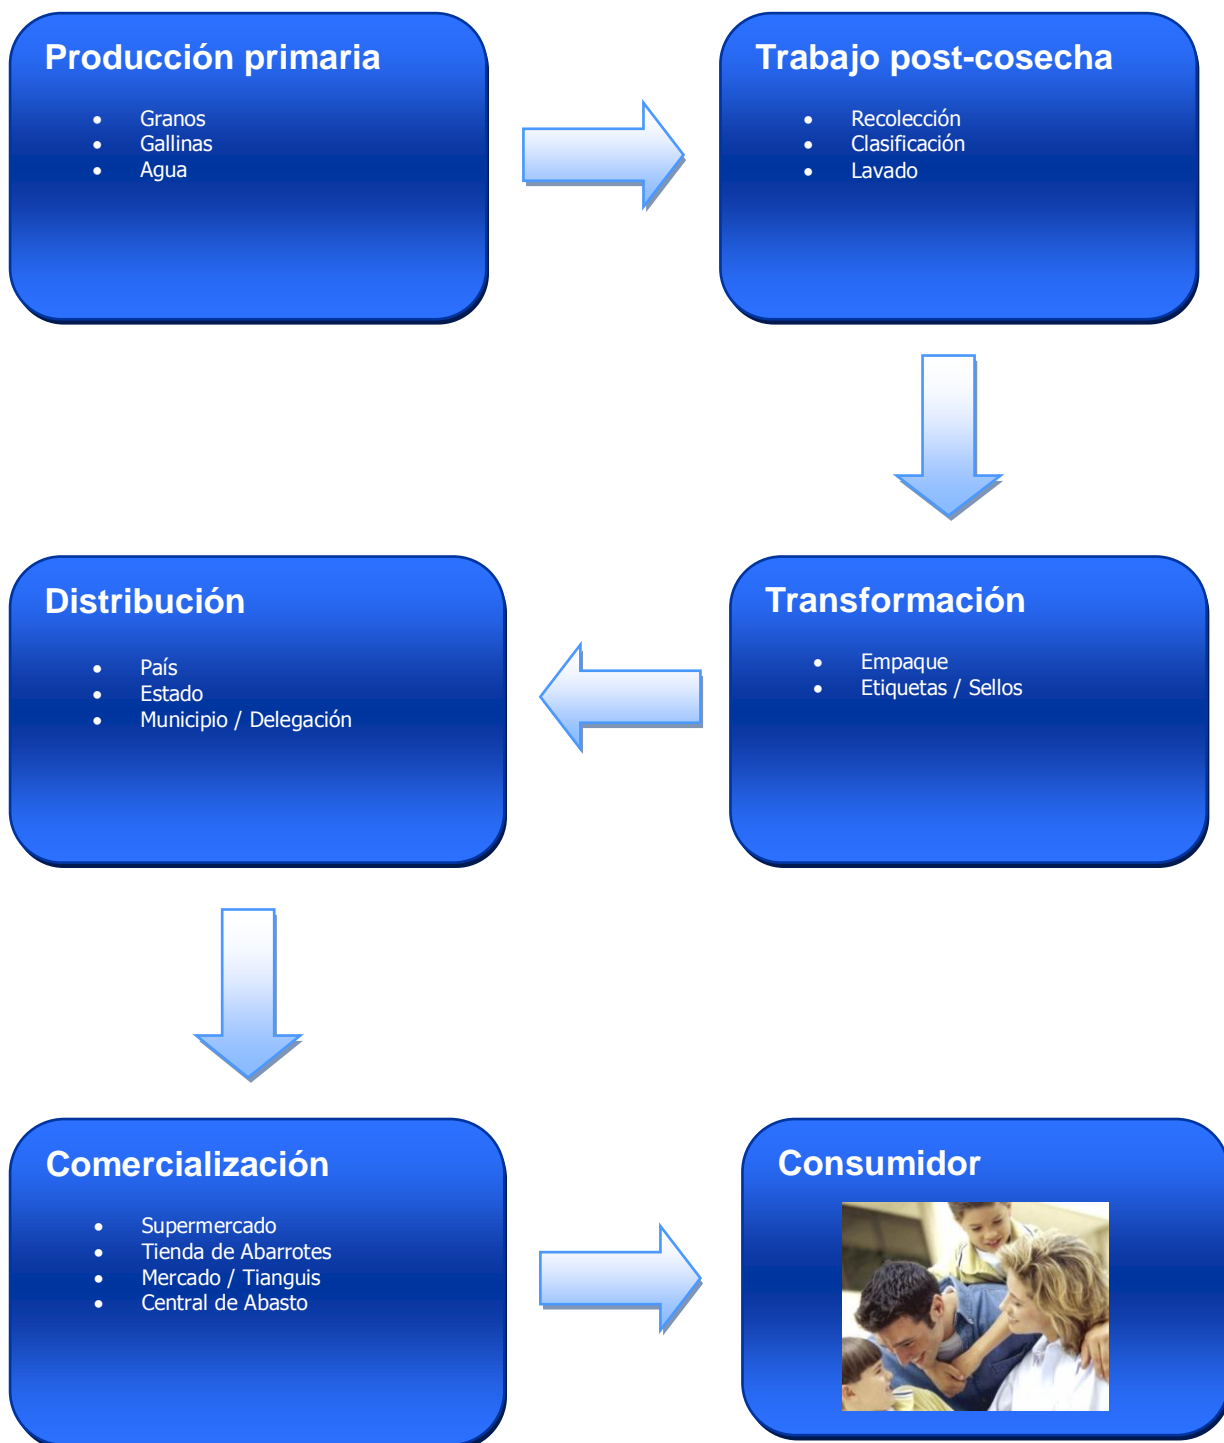 Producción primaria
• Granos
• Gallinas
• Agua
Trabajo post-cosecha
• Recolección
• Clasificación
• Lavado
Transformación
• Empaque
• Etiquetas / Sellos
Distribución
• País
• Estado
• Municipio / Delegación
Comercialización
• Supermercado
• Tienda de Abarrotes
• Mercado / Tianguis
• Central de Abasto
Consumidor